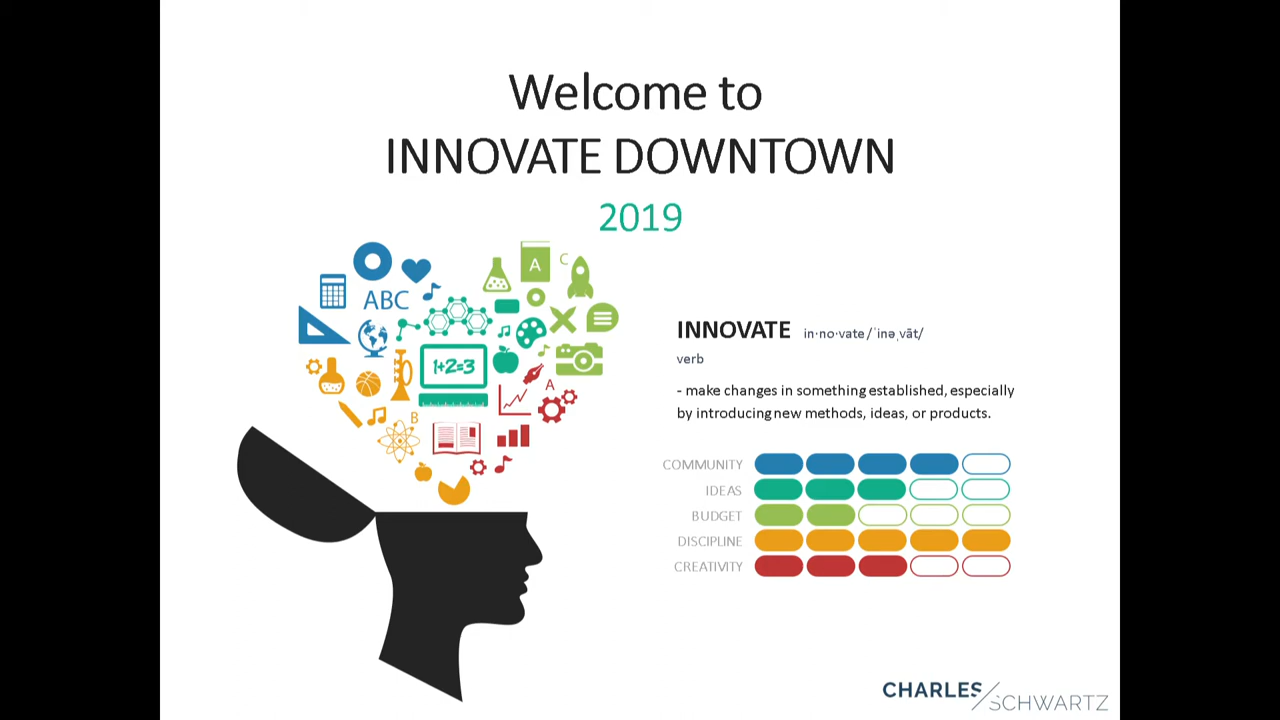 Welcome to
INNOVATE DOWNTOWN
2019
A
C
ABC
1+2=3
A
B
INNOVATE in·no·vate /ˈinəˌvāt/
verb
- make changes in something established, especially
by introducing new methods, ideas, or products.
COMMUNITY
IDEAS
BUDGET
DISCIPLINE
CREATIVITY
CHARLES
SCHWARTZ